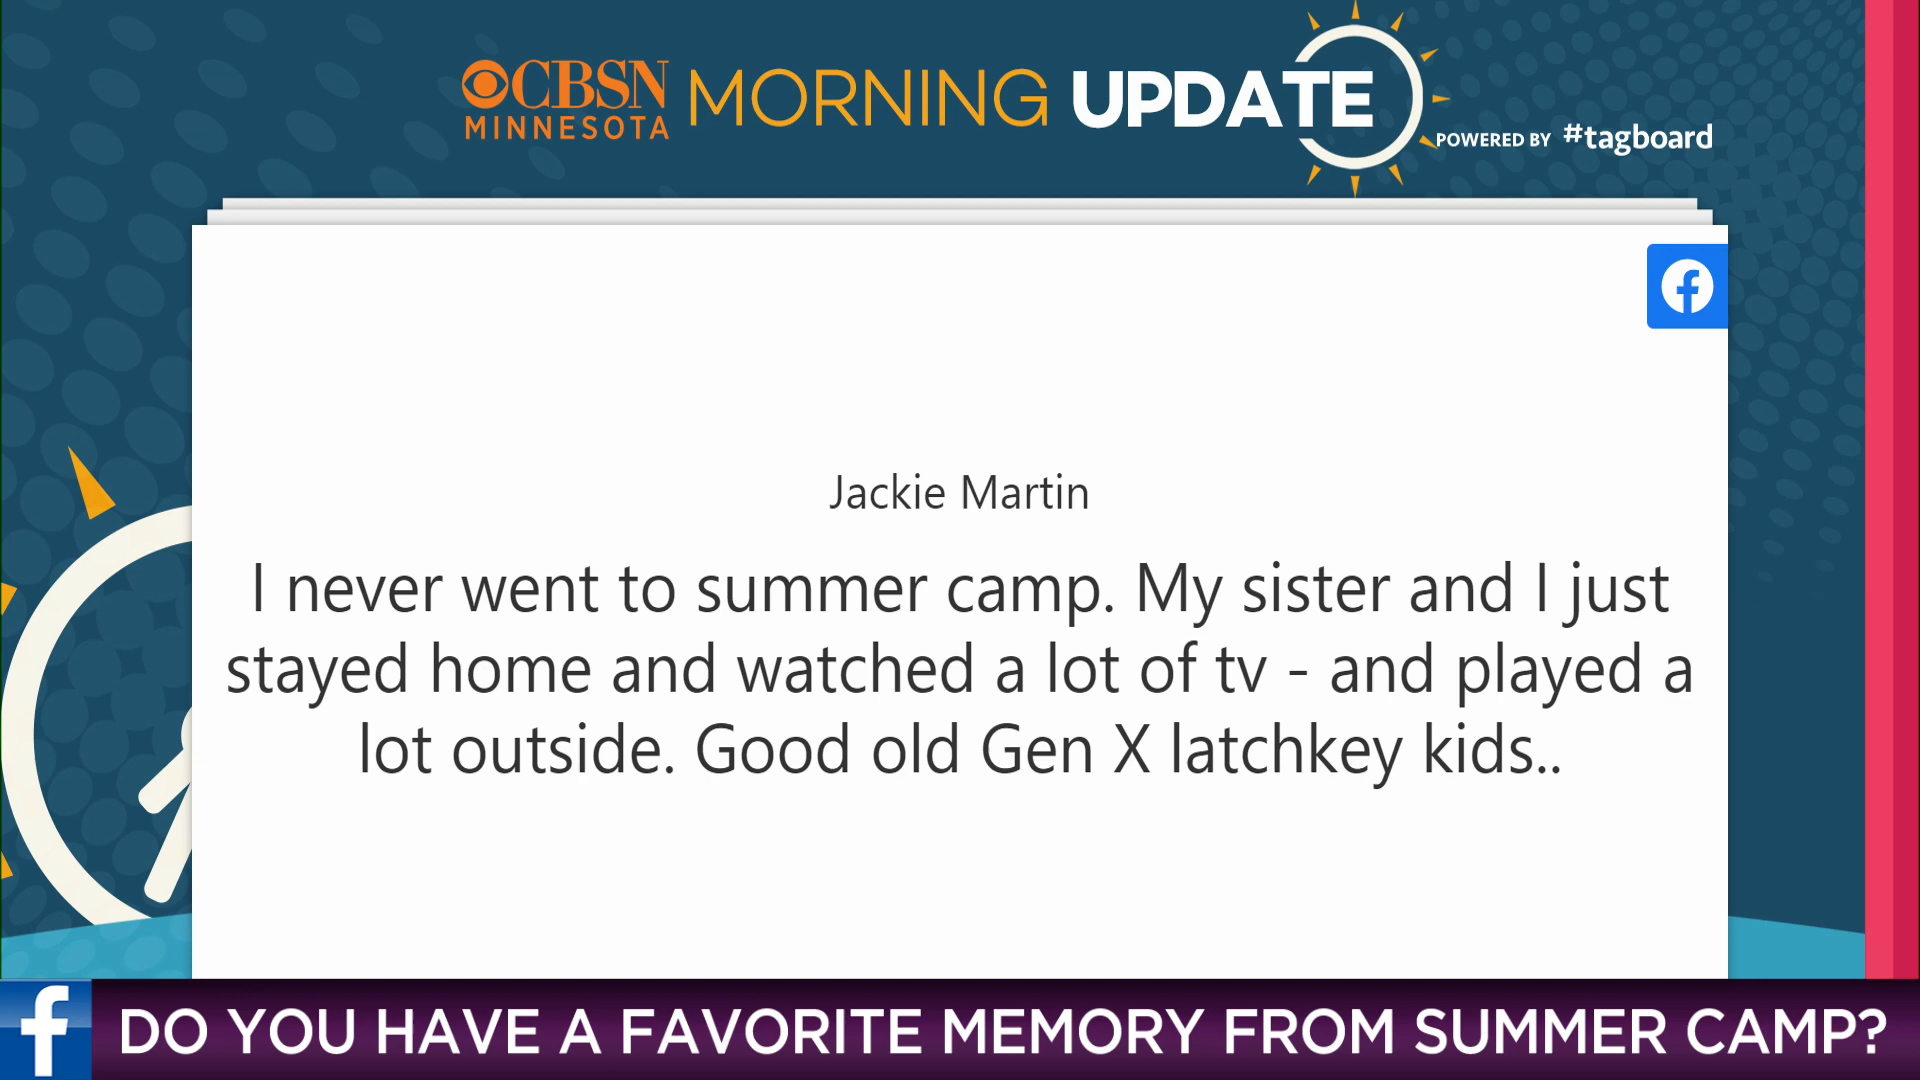 CBSN MORNING UPDATE
MINNESOTA
POWERED BY #tagboard
Jackie Martin
I never went to summer camp. My sister and I just
stayed home and watched a lot of tv - and played a
lot outside. Good old Gen X latchkey kids..
DO YOU HAVE A FAVORITE MEMORY FROM SUMMER CAMP?